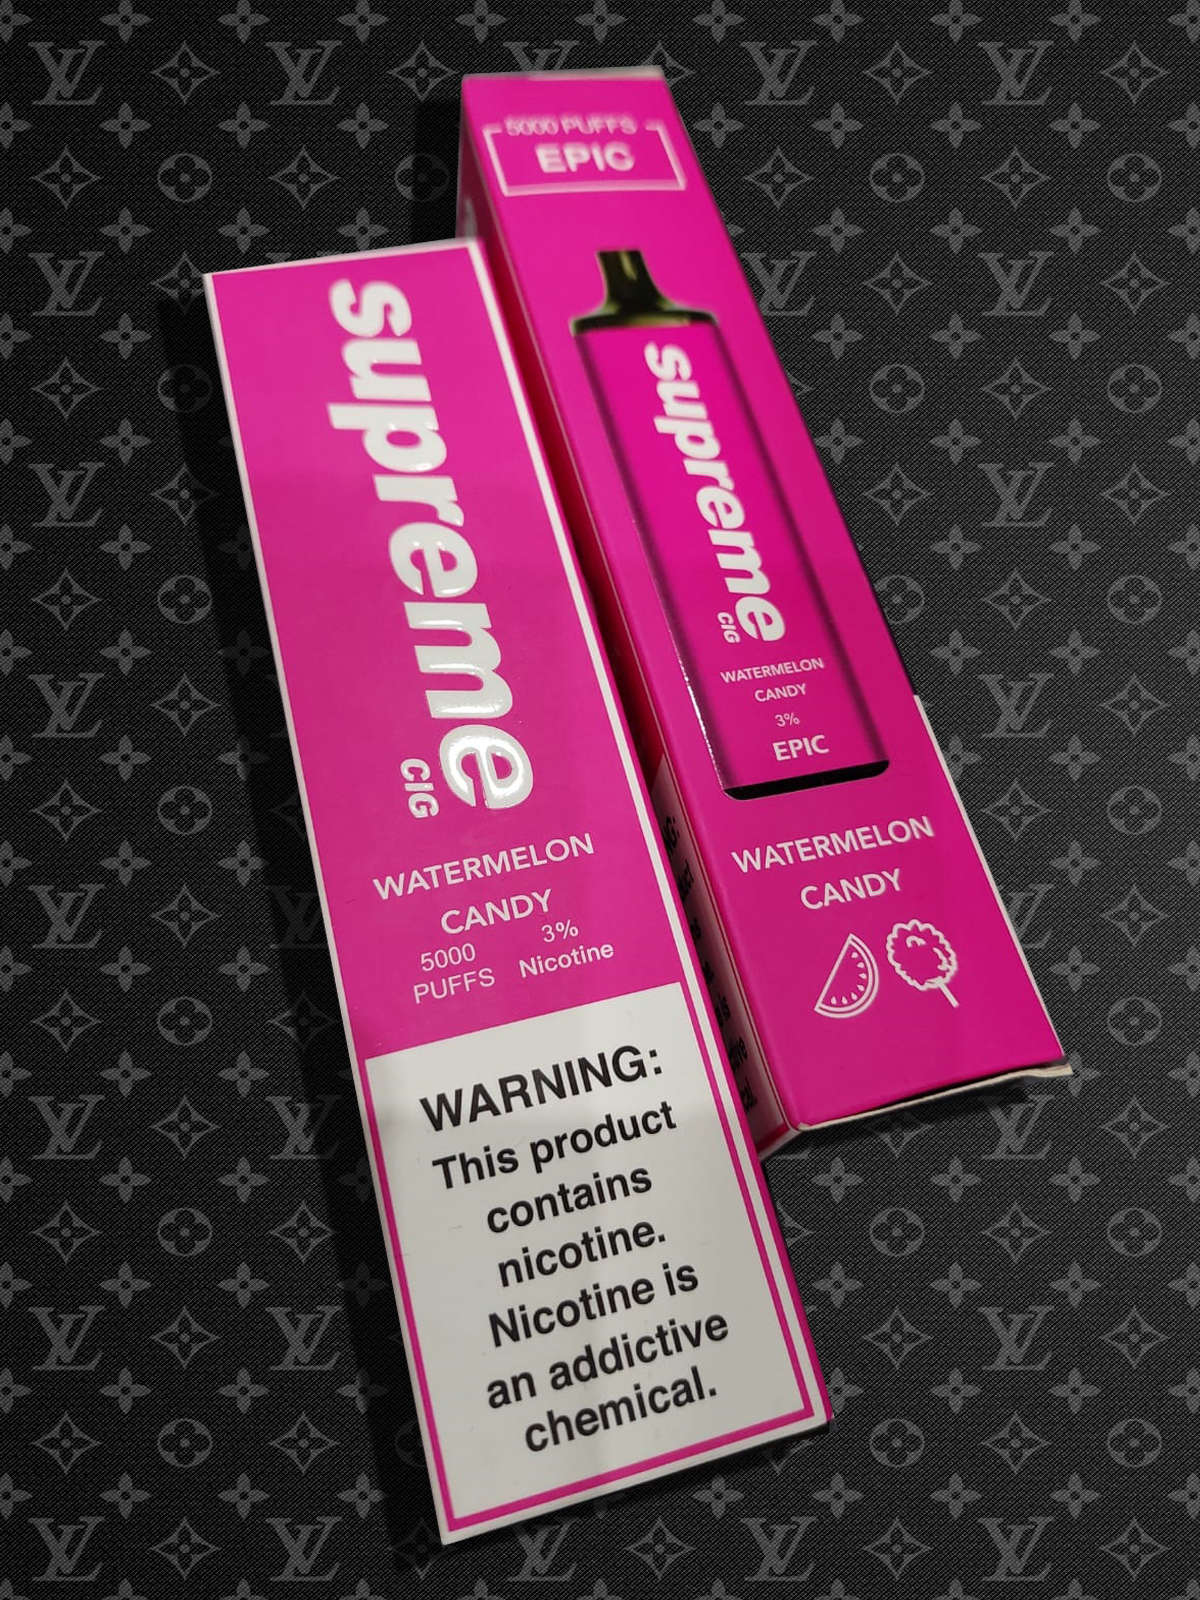 5000 PUFFS
EPIC
supreme
CIG
WATERMELON
CANDY
3%
EPIC
WATERMELON
CANDY
supreme
CIG
WATERMELON
CANDY
5000
PUFFS
3%
Nicotine
WARNING:
This product
contains
nicotine.
Nicotine is
an addictive
chemical.